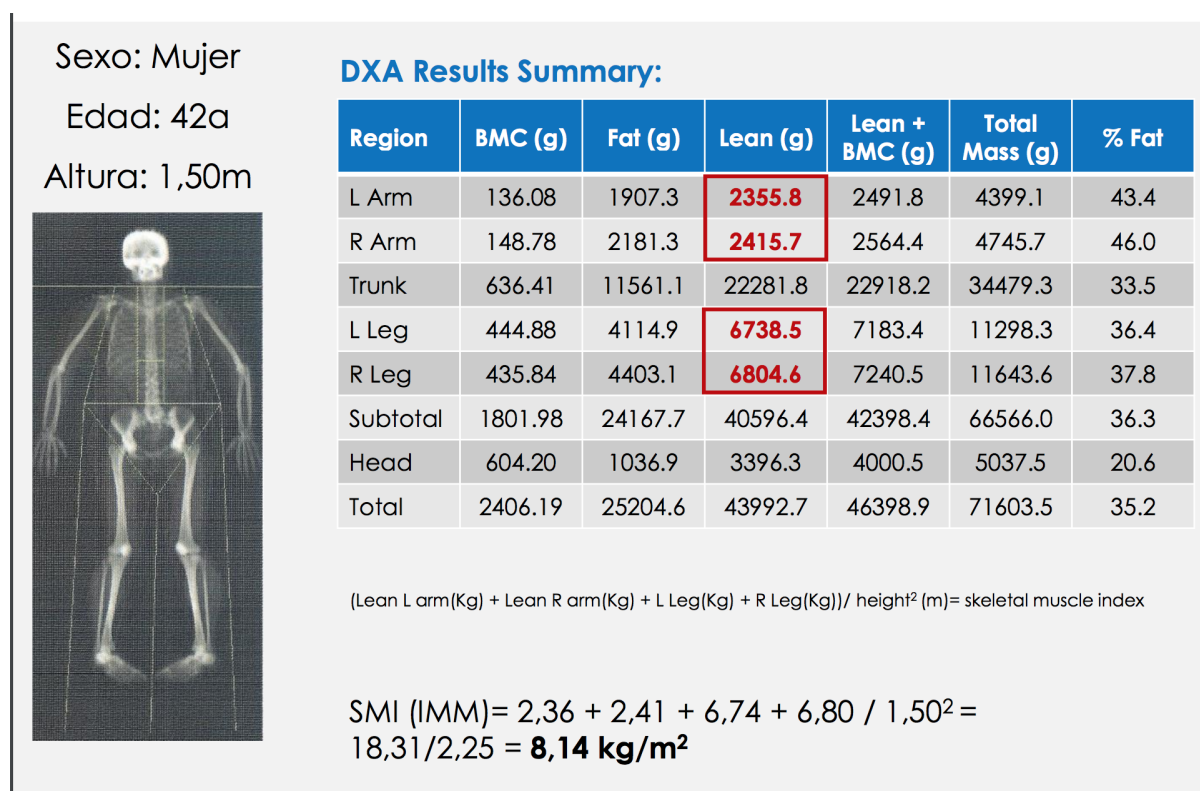 Sexo: Mujer
Edad: 42a
Altura: 1,50m
DXA Results Summary:
Region BMC (g) Fat (g) Lean (g) Lean + BMC (g) Total Mass (g) % Fat
L Arm 136.08 1907.3 2355.8 2491.8 4399.1 43.4
R Arm 148.78 2181.3 2415.7 2564.4 4745.7 46.0
Trunk 636.41 11561.1 22281.8 22918.2 34479.3 33.5
L Leg 444.88 4114.9 6738.5 7183.4 11298.3 36.4
R Leg 435.84 4403.1 6804.6 7240.5 11643.6 37.8
Subtotal 1801.98 24167.7 40596.4 42398.4 66566.0 36.3
Head 604.20 1036.9 3396.3 4000.5 5037.5 20.6
Total 2406.19 25204.6 43992.7 46398.9 71603.5 35.2
(Lean L arm(Kg) + Lean R arm(Kg) + L Leg(Kg) + R Leg(Kg))/ height² (m)= skeletal muscle index
SMI (IMM)= 2,36 + 2,41 + 6,74 + 6,80 / 1,50² =
18,31/2,25 = 8,14 kg/m²